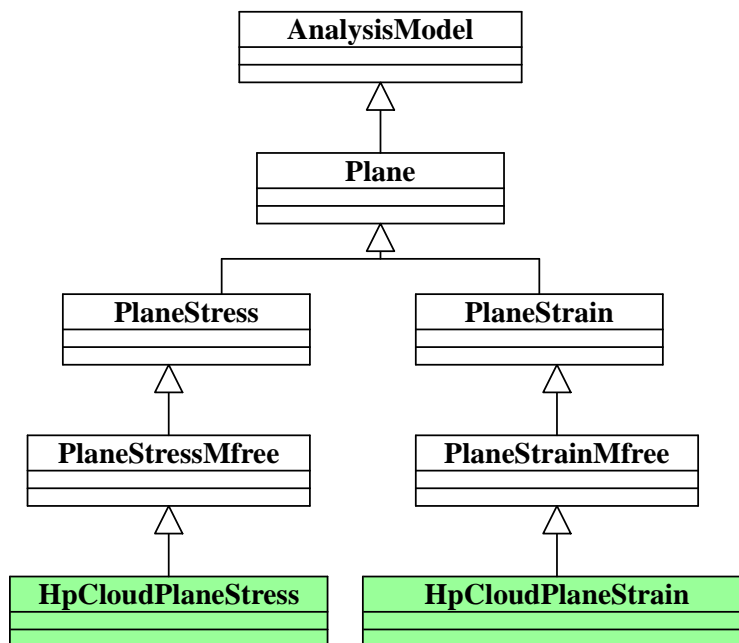 AnalysisModel
Plane
PlaneStress
PlaneStrain
PlaneStressMfree
PlaneStrainMfree
HpCloudPlaneStress
HpCloudPlaneStrain